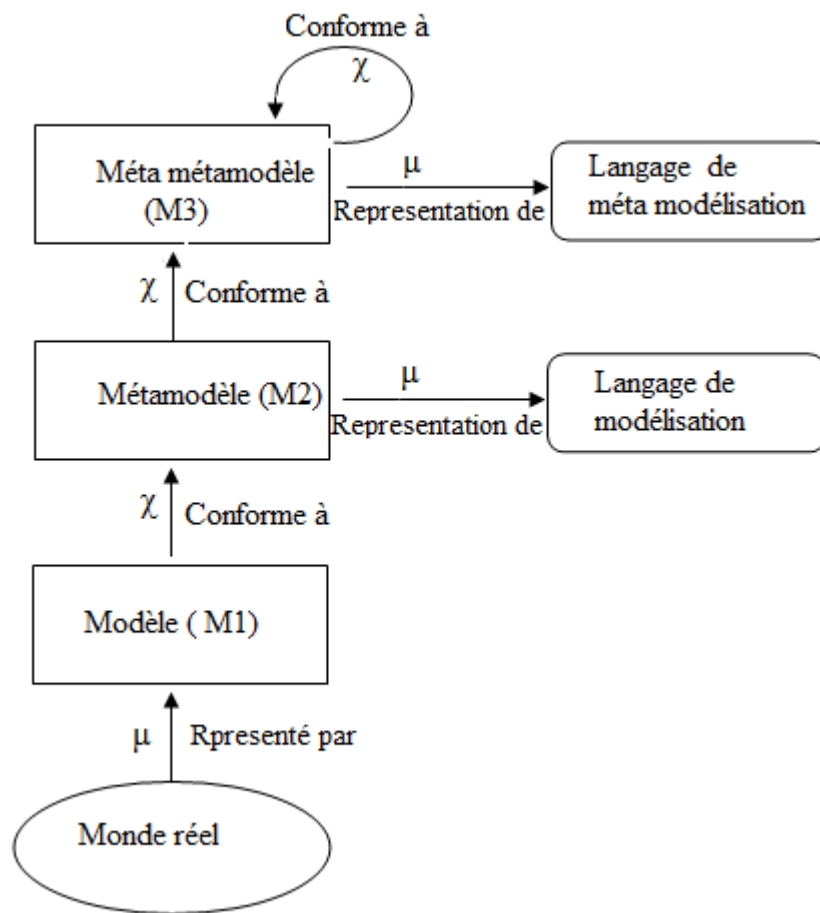 Conforme à
χ
Méta métamodèle
(M3)
μ
Representation de
Langage de
méta modélisation
χ Conforme à
Métamodèle (M2)
μ
Representation de
Langage de
modélisation
χ Conforme à
Modèle ( M1)
μ Rpresenté par
Monde réel